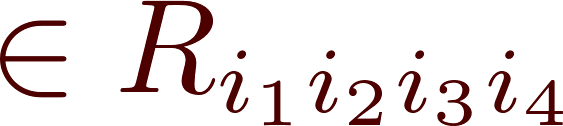 ∈ R_{i_1 i_2 i_3 i_4}